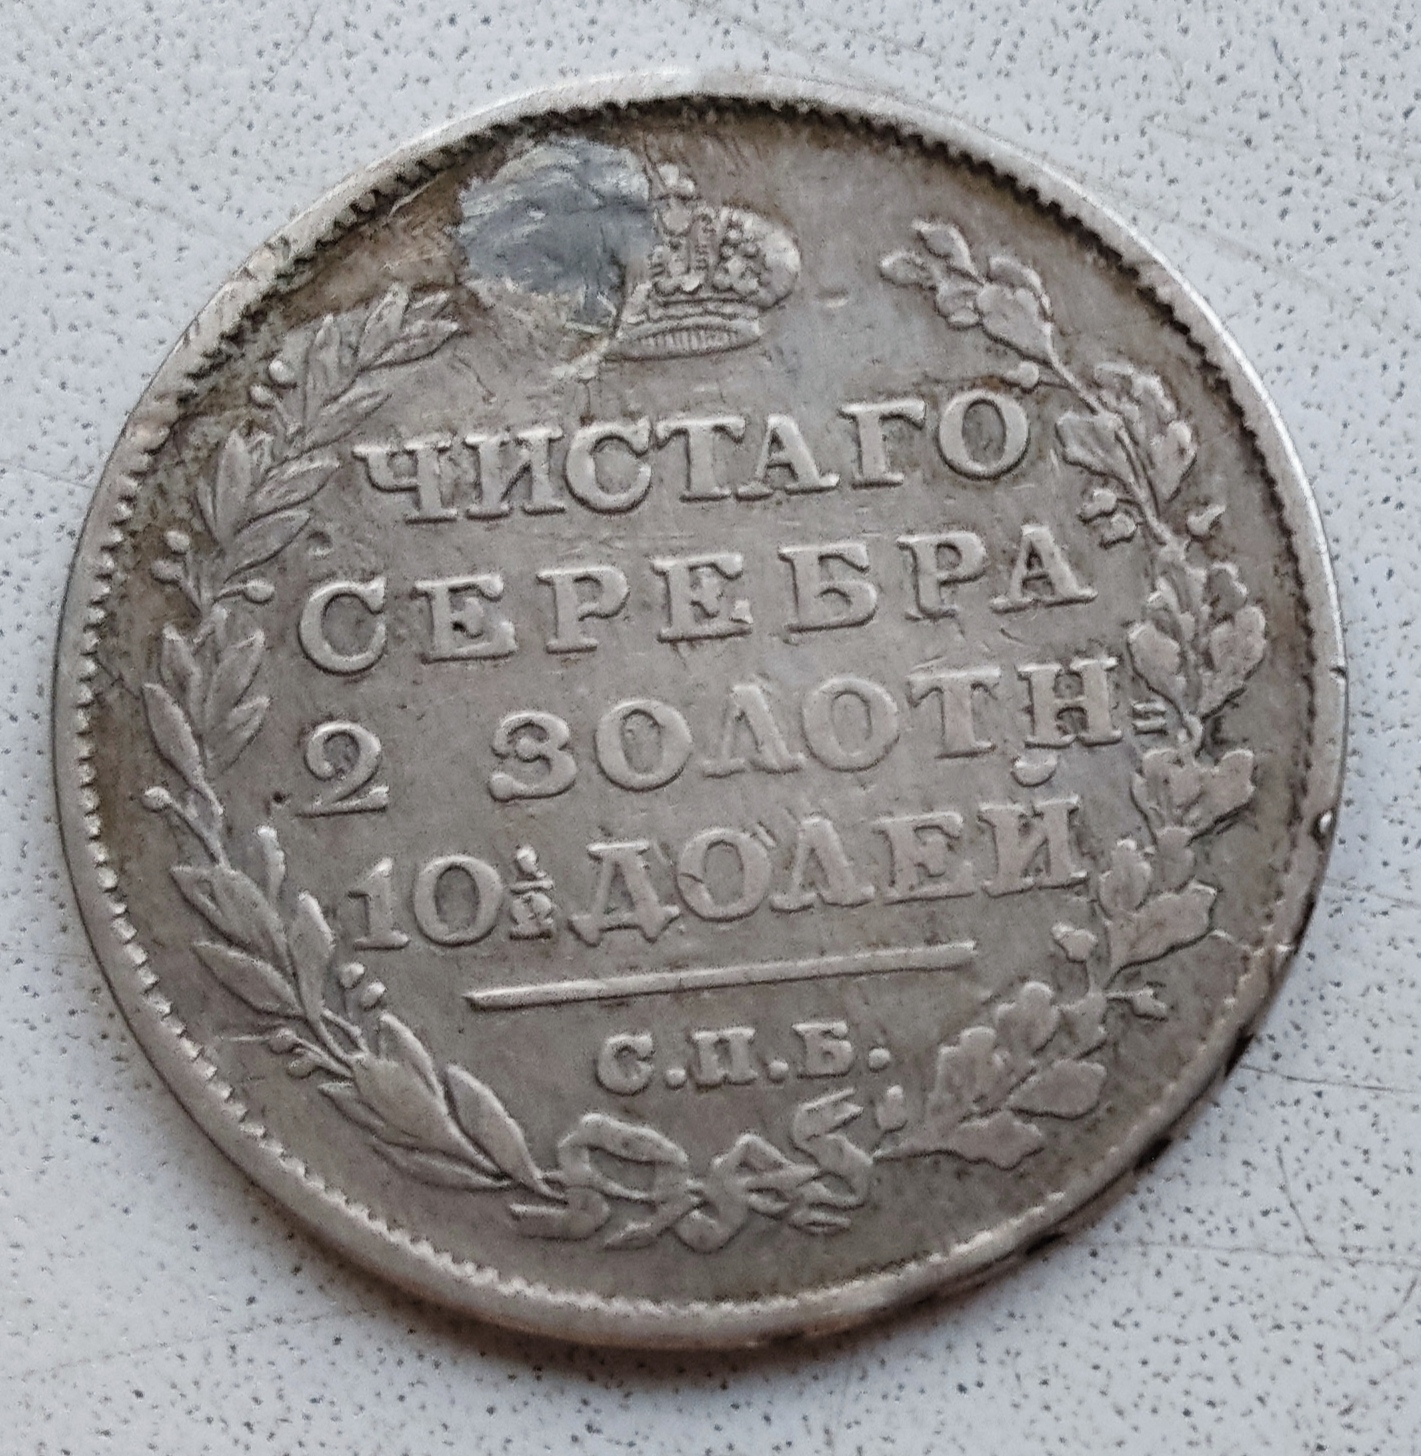 ЧИСТАГО
СЕРЕБРА
2 ЗОЛОТН=
10½ ДОЛЕЙ
С.П.Б.